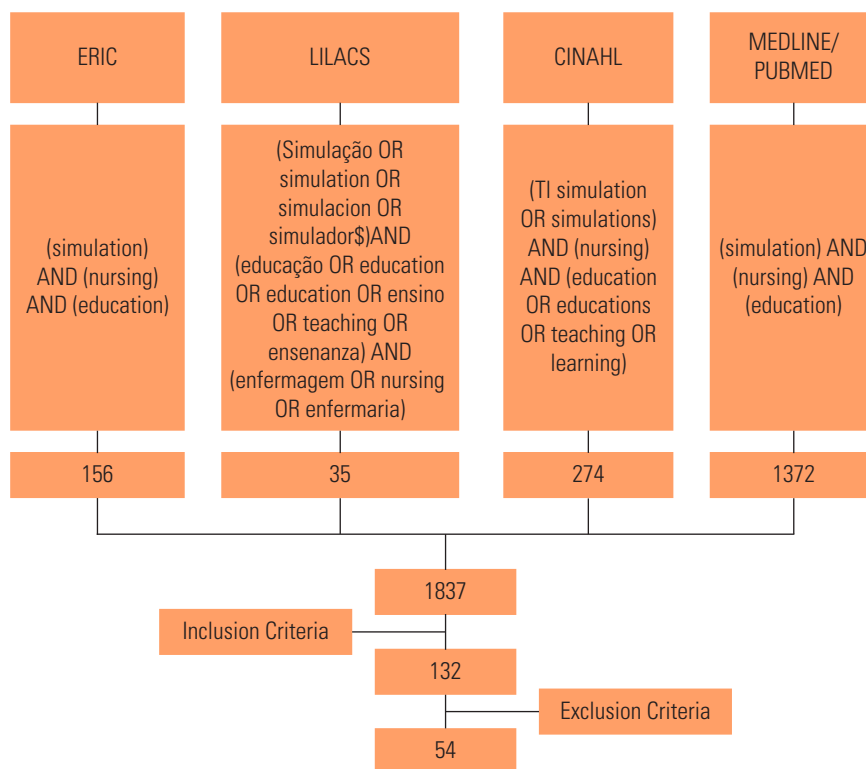 ERIC
LILACS
CINAHL
MEDLINE/
PUBMED
(simulation)
AND (nursing)
AND (education)
(Simulação OR
simulation OR
simulacion OR
simulador$)AND
(educação OR education
OR education OR ensino
OR teaching OR
ensenanza) AND
(enfermagem OR nursing
OR enfermaria)
(TI simulation
OR simulations)
AND (nursing)
AND (education
OR educations
OR teaching OR
learning)
(simulation) AND
(nursing) AND
(education)
156
35
274
1372
1837
Inclusion Criteria
132
Exclusion Criteria
54